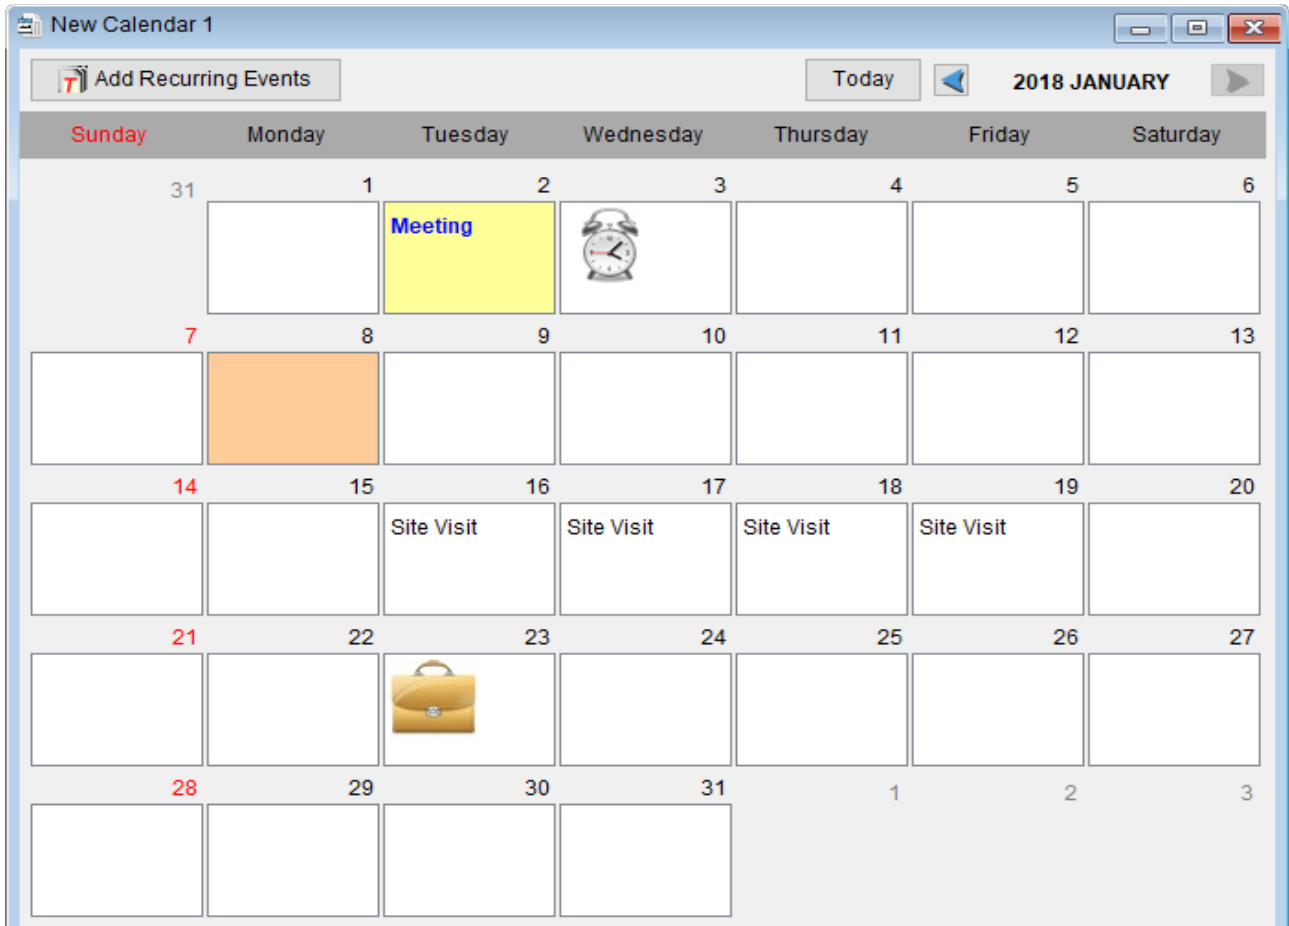 New Calendar 1
Add Recurring Events Today 2018 JANUARY
Sunday Monday Tuesday Wednesday Thursday Friday Saturday
31 1 2 3 4 5 6
Meeting
7 8 9 10 11 12 13
14 15 16 17 18 19 20
Site Visit Site Visit Site Visit Site Visit
21 22 23 24 25 26 27
28 29 30 31 1 2 3